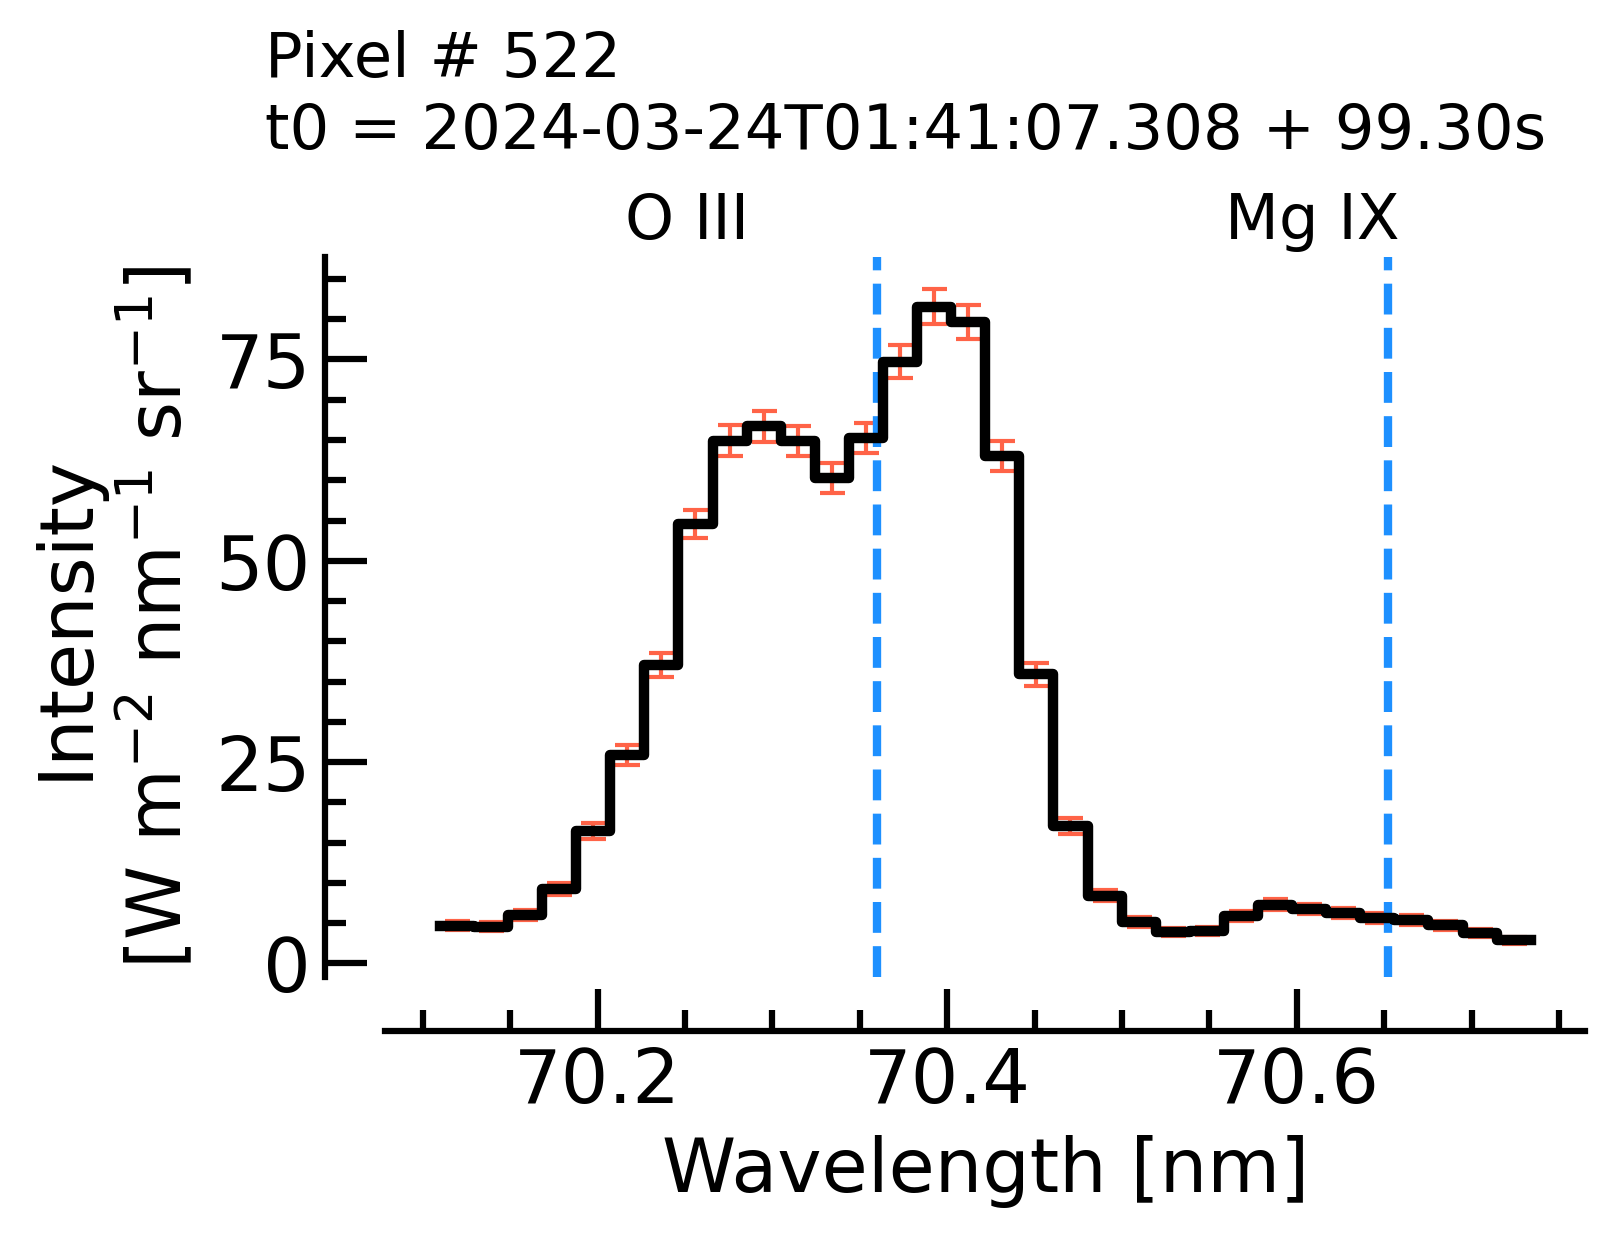 Pixel # 522
t0 = 2024-03-24T01:41:07.308 + 99.30s
O III
Mg IX
Intensity
[W m⁻² nm⁻¹ sr⁻¹]
75
50
25
0
70.2
70.4
70.6
Wavelength [nm]